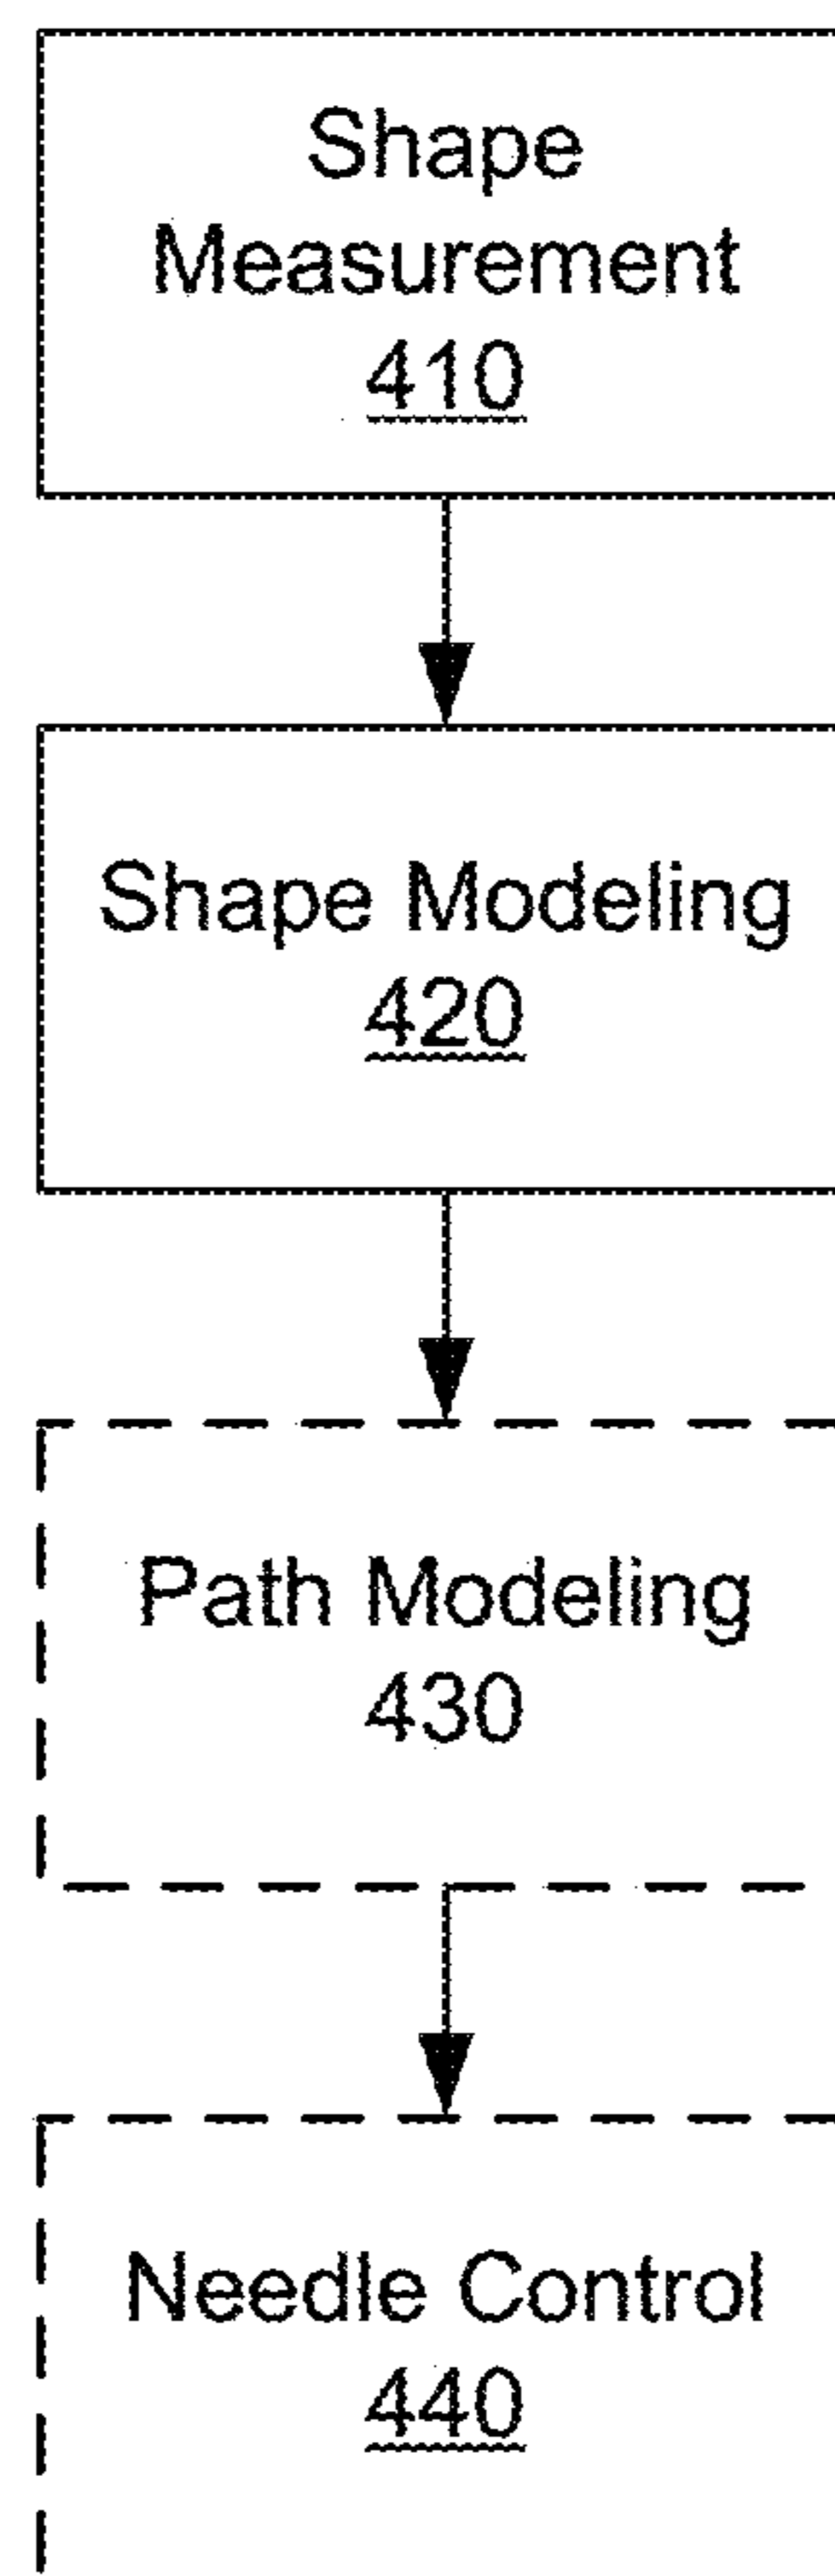 Shape
Measurement
410
Shape Modeling
420
Path Modeling
430
Needle Control
440